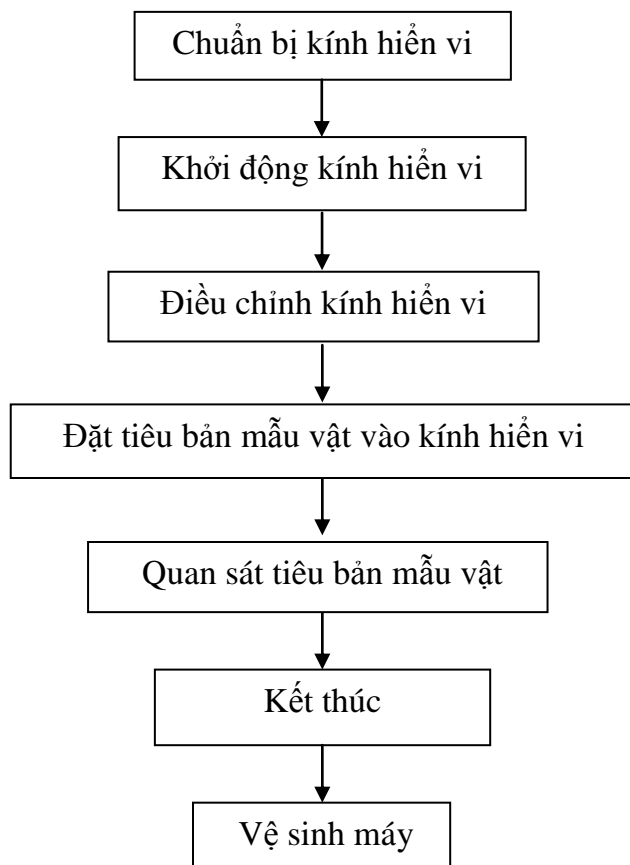 Chuẩn bị kính hiển vi
Khởi động kính hiển vi
Điều chỉnh kính hiển vi
Đặt tiêu bản mẫu vật vào kính hiển vi
Quan sát tiêu bản mẫu vật
Kết thúc
Vệ sinh máy